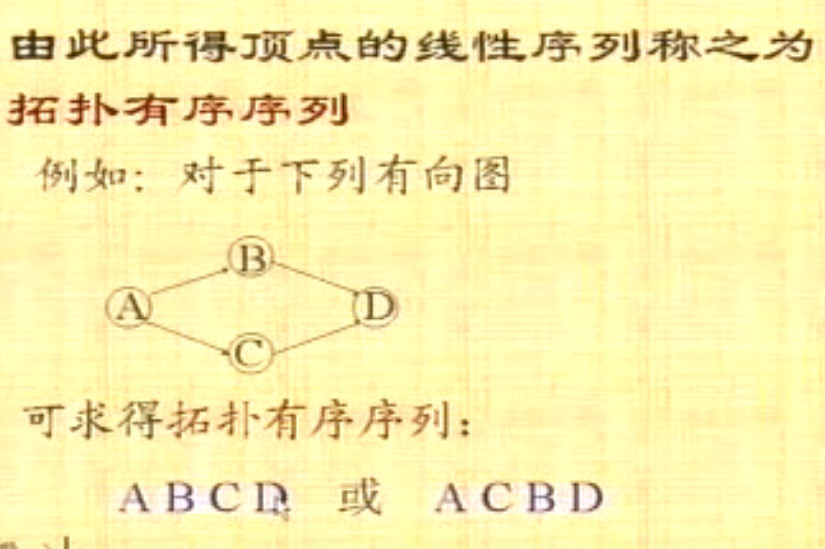 由此所得顶点的线性序列称之为
拓扑有序序列
例如：对于下列有向图
B
A
D
C
可求得拓扑有序序列：
A B C D 或 A C B D